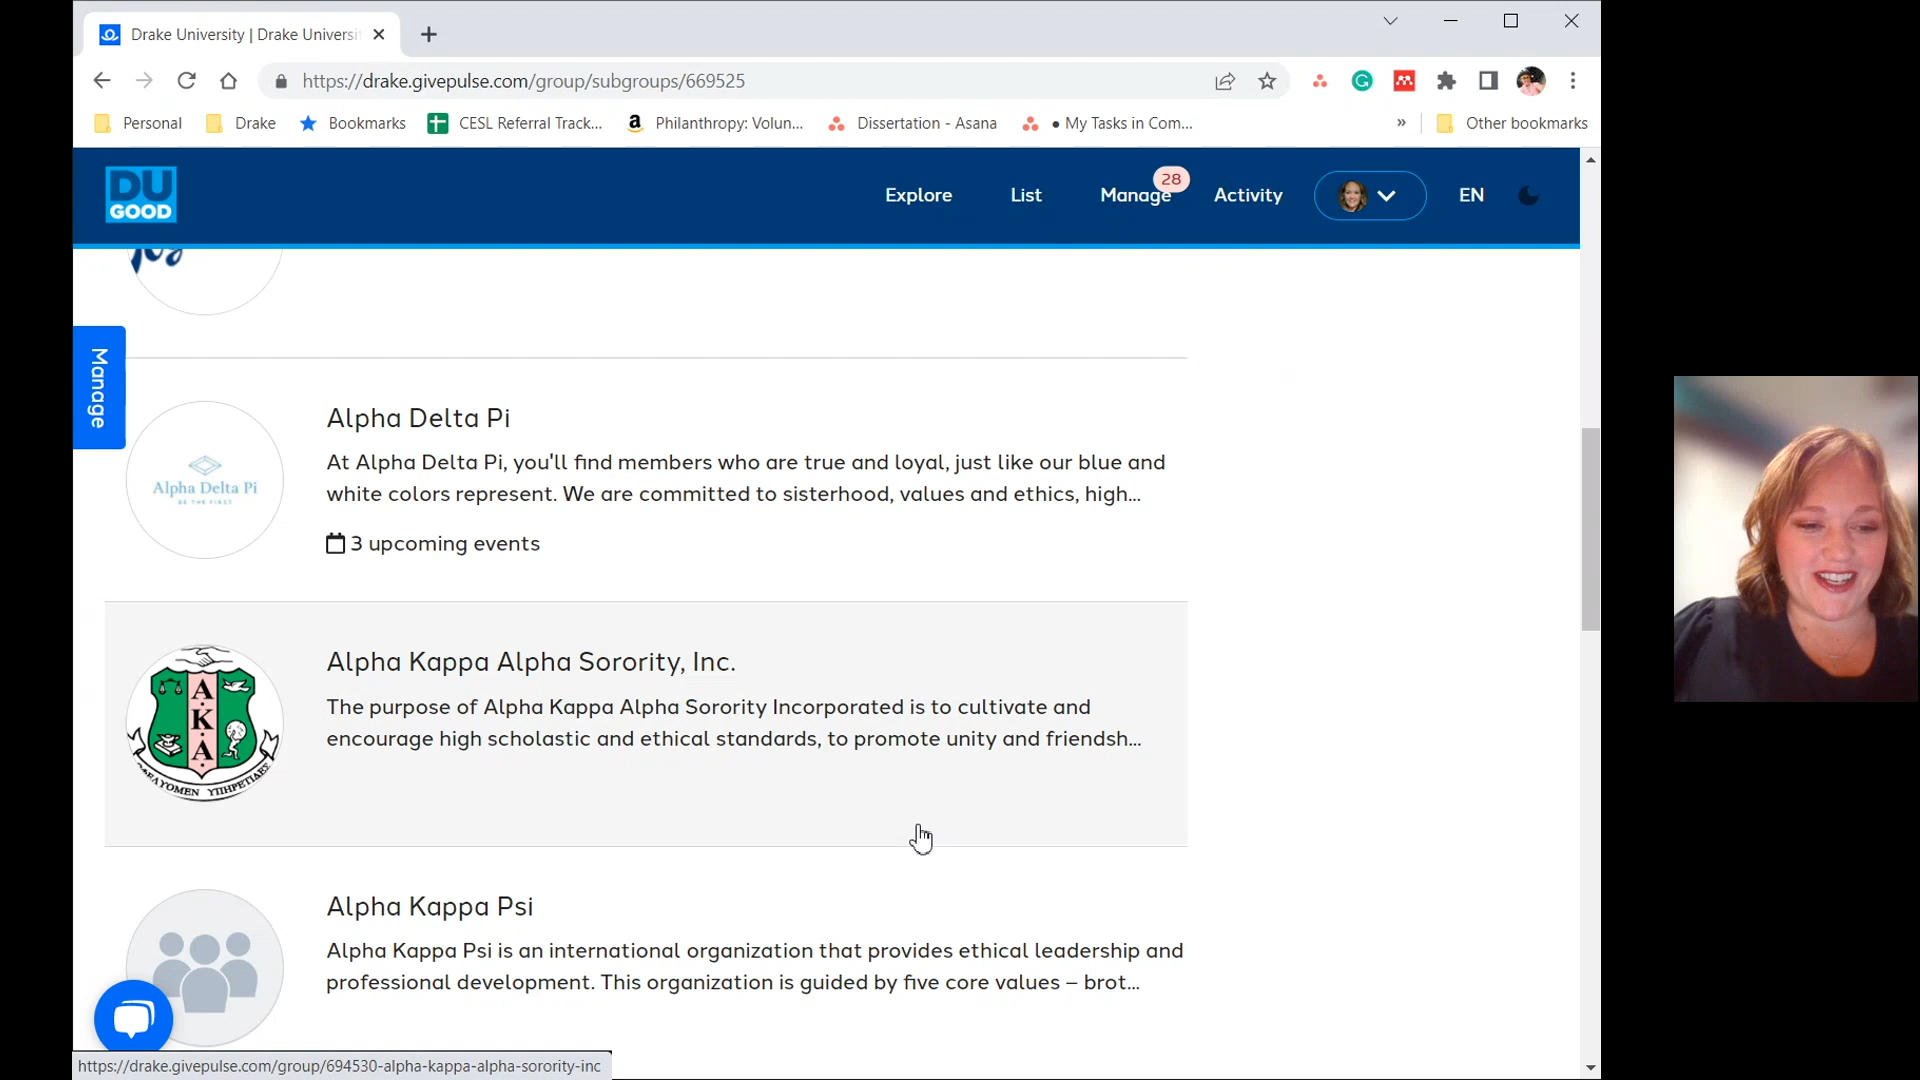 Drake University | Drake Universi
https://drake.givepulse.com/group/subgroups/669525
Personal
Drake
Bookmarks
CESL Referral Track...
Philanthropy: Volun...
Dissertation - Asana
• My Tasks in Com...
»
Other bookmarks
DU
GOOD
Explore
List
Manage
28
Activity
EN
Manage
Alpha Delta Pi
BE THE FIRST
Alpha Delta Pi
At Alpha Delta Pi, you'll find members who are true and loyal, just like our blue and
white colors represent. We are committed to sisterhood, values and ethics, high...
3 upcoming events
A
·K·
A
Alpha Kappa Alpha Sorority, Inc.
The purpose of Alpha Kappa Alpha Sorority Incorporated is to cultivate and
encourage high scholastic and ethical standards, to promote unity and friendsh...
Alpha Kappa Psi
Alpha Kappa Psi is an international organization that provides ethical leadership and
professional development. This organization is guided by five core values – brot...
https://drake.givepulse.com/group/694530-alpha-kappa-alpha-sorority-inc